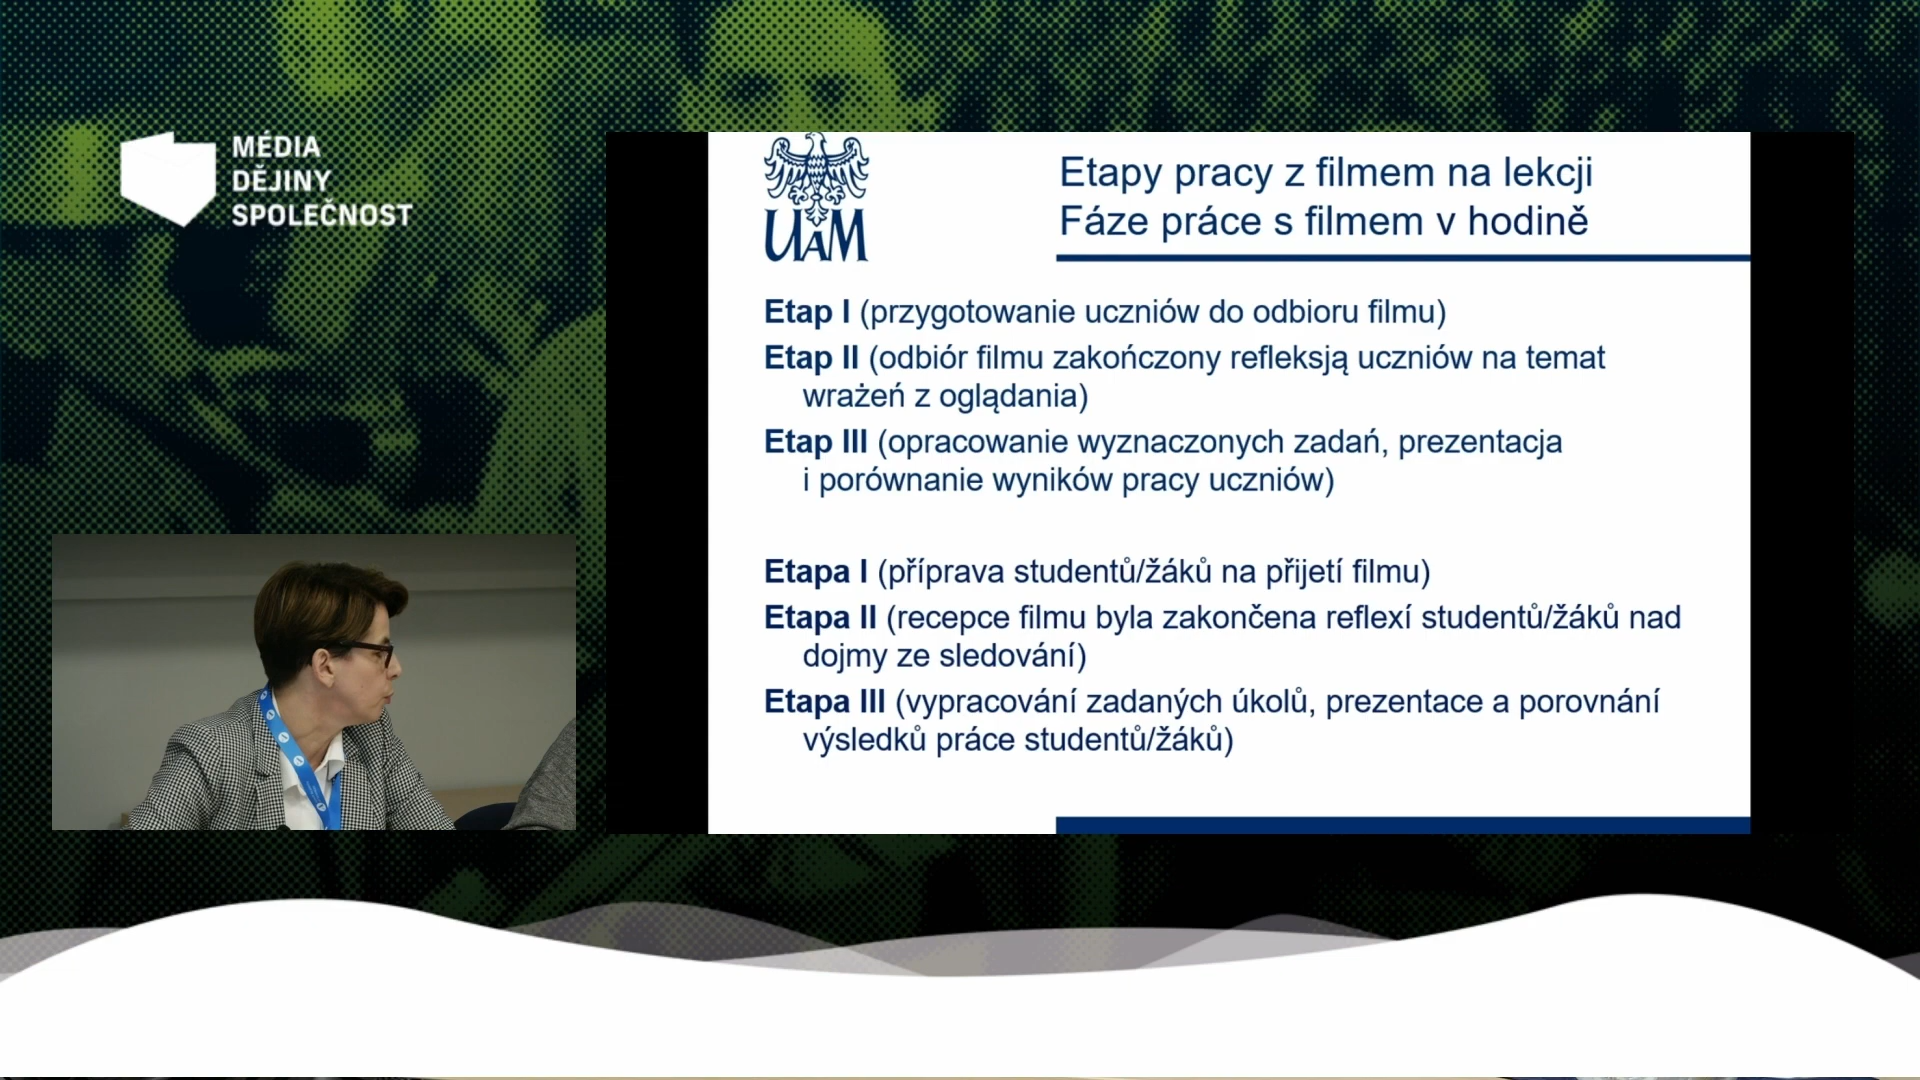 MÉDIA
DĚJINY
SPOLEČNOST
UAM
Etapy pracy z filmem na lekcji
Fáze práce s filmem v hodině
Etap I (przygotowanie uczniów do odbioru filmu)
Etap II (odbiór filmu zakończony refleksją uczniów na temat
wrażeń z oglądania)
Etap III (opracowanie wyznaczonych zadań, prezentacja
i porównanie wyników pracy uczniów)
Etapa I (příprava studentů/žáků na přijetí filmu)
Etapa II (recepce filmu byla zakončena reflexí studentů/žáků nad
dojmy ze sledování)
Etapa III (vypracování zadaných úkolů, prezentace a porovnání
výsledků práce studentů/žáků)